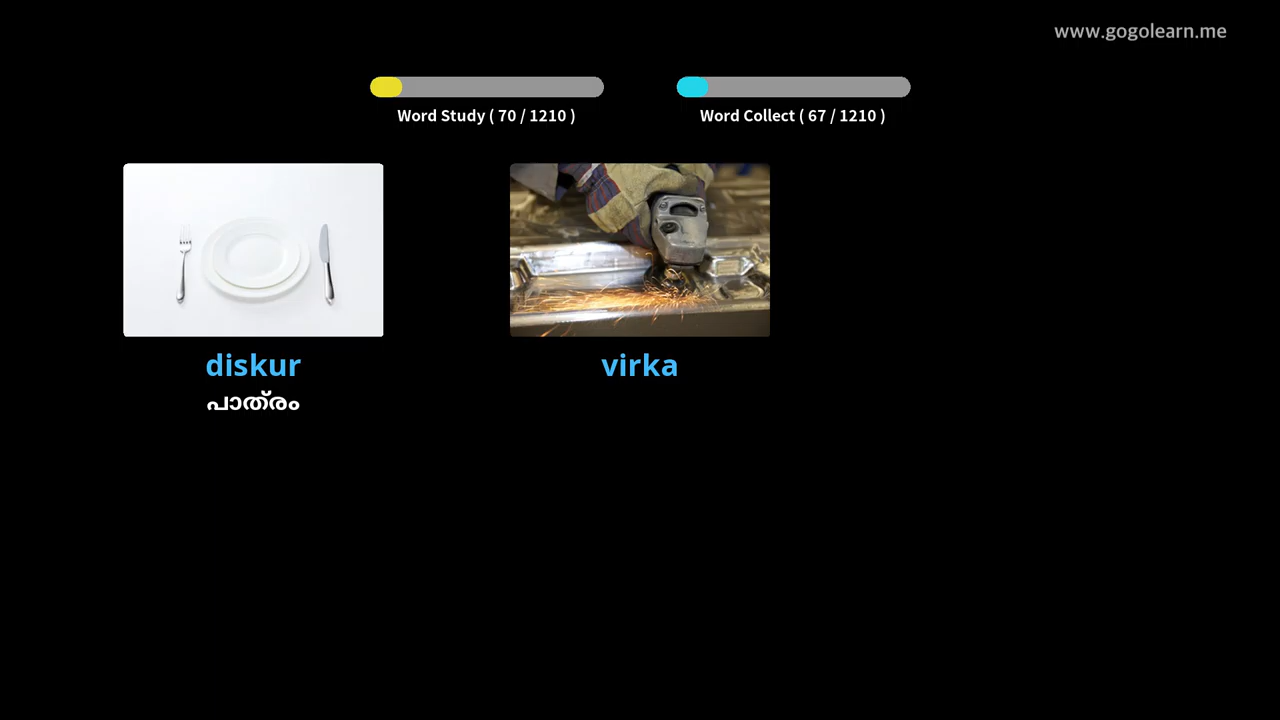 www.gogolearn.me
Word Study ( 70 / 1210 )
Word Collect ( 67 / 1210 )
diskur
പാത്രം
virka